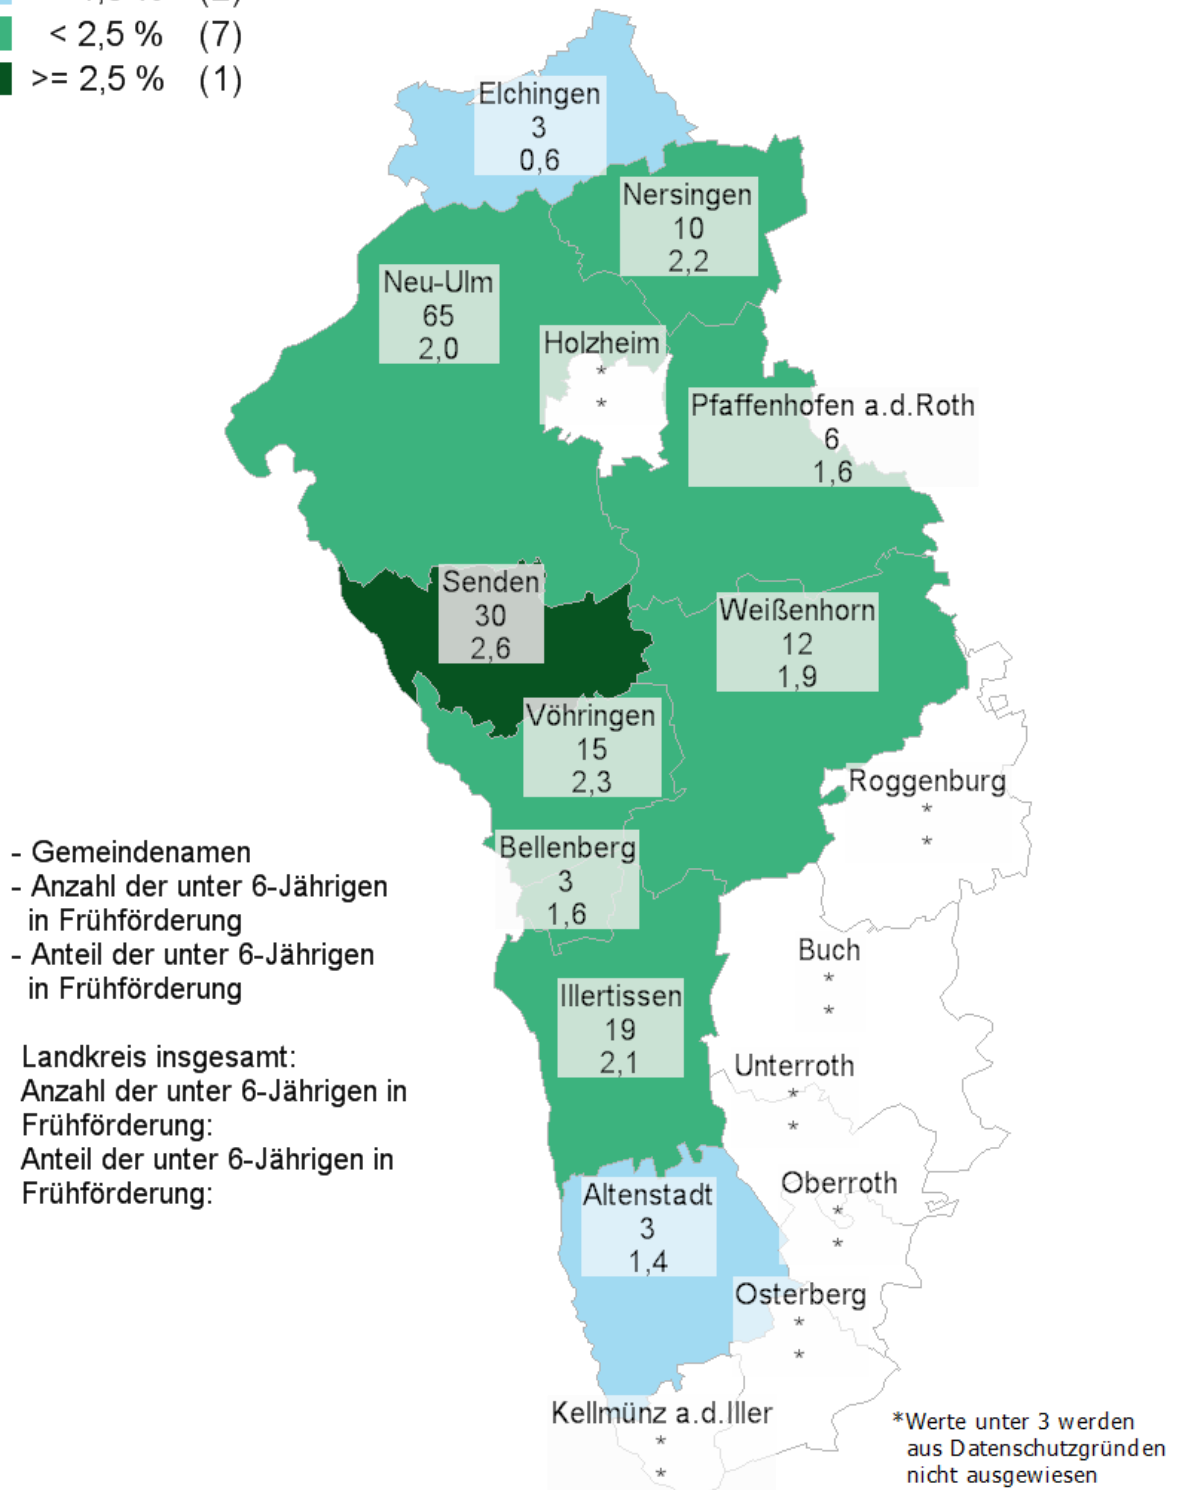 < 2,5 % (7)
>= 2,5 % (1)
Elchingen
3
0,6
Nersingen
10
2,2
Neu-Ulm
65
2,0
Holzheim
*
*
Pfaffenhofen a.d.Roth
6
1,6
Senden
30
2,6
Weißenhorn
12
1,9
Vöhringen
15
2,3
Roggenburg
*
*
Bellenberg
3
1,6
- Gemeindenamen
- Anzahl der unter 6-Jährigen
in Frühförderung
- Anteil der unter 6-Jährigen
in Frühförderung
Buch
*
*
Illertissen
19
2,1
Landkreis insgesamt:
Anzahl der unter 6-Jährigen in
Frühförderung:
Anteil der unter 6-Jährigen in
Frühförderung:
Unterroth
*
*
Oberroth
*
*
Altenstadt
3
1,4
Osterberg
*
*
Kellmünz a.d.Iller
*
*
*Werte unter 3 werden
aus Datenschutzgründen
nicht ausgewiesen